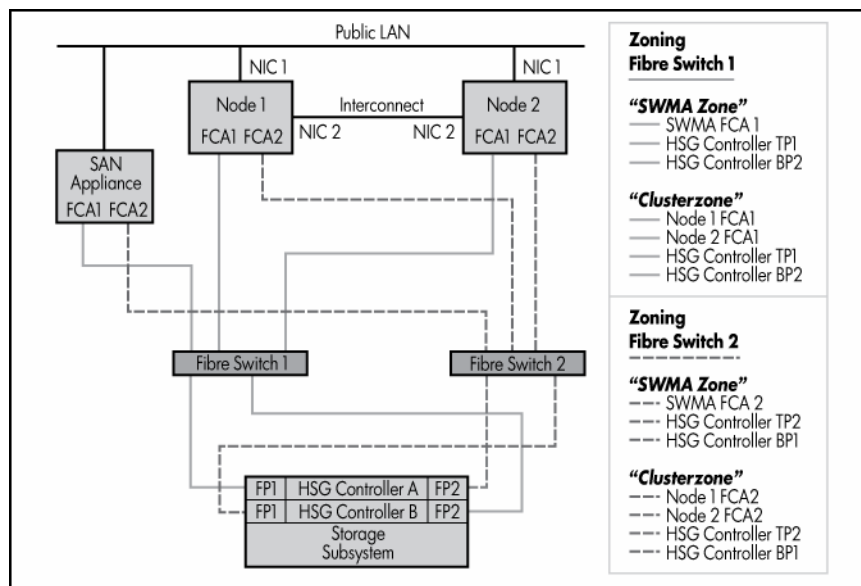 Public LAN
NIC 1
NIC 1
Node 1
Interconnect
Node 2
FCA1 FCA2
NIC 2
NIC 2
FCA1 FCA2
SAN
Appliance
FCA1 FCA2
Fibre Switch 1
Fibre Switch 2
FP1 HSG Controller A FP2
FP1 HSG Controller B FP2
Storage
Subsystem
Zoning
Fibre Switch 1
“SWMA Zone”
SWMA FCA 1
HSG Controller TP1
HSG Controller BP2
“Clusterzone”
Node 1 FCA1
Node 2 FCA1
HSG Controller TP1
HSG Controller BP2
Zoning
Fibre Switch 2
“SWMA Zone”
SWMA FCA 2
HSG Controller TP2
HSG Controller BP1
“Clusterzone”
Node 1 FCA2
Node 2 FCA2
HSG Controller TP2
HSG Controller BP1